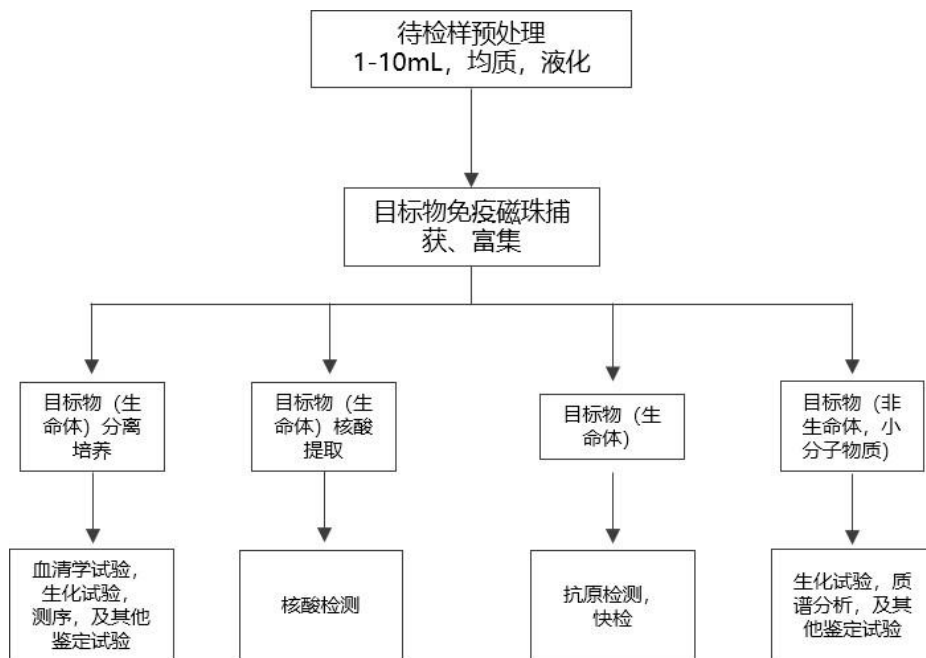 待检样预处理
1-10mL，均质，液化
目标物免疫磁珠捕
获、富集
目标物（生
命体）分离
培养
目标物（生
命体）核酸
提取
目标物（生
命体）
目标物（非
生命体，小
分子物质)
血清学试验，
生化试验，
测序，及其他
鉴定试验
核酸检测
抗原检测，
快检
生化试验，质
谱分析，及其
他鉴定试验